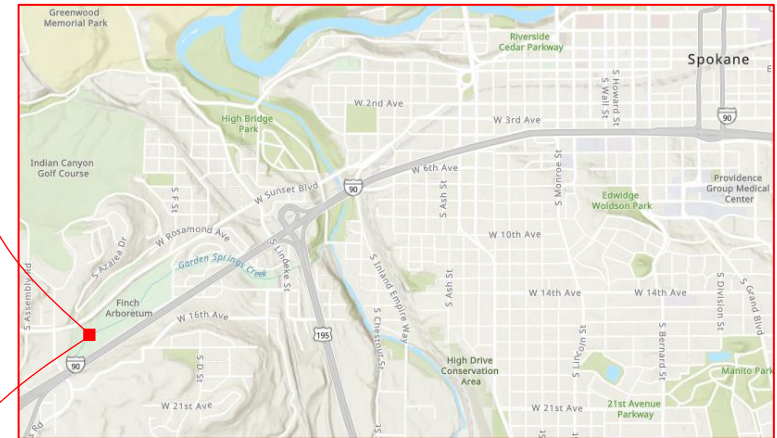 Greenwood
Memorial Park
Riverside
Cedar Parkway
Spokane
W 2nd Ave
S Wall St
S Howard St
W 3rd Ave
90
High Bridge
Park
Indian Canyon
Golf Course
W 6th Ave
W Sunset Blvd
90
S F St
S Ash St
S Monroe St
Edwidge
Woldson Park
Providence
Group Medical
Center
W Rosamond Ave
W 10th Ave
S Azalea Dr
Garden Springs Creek
S Lindeke St
S Inland Empire Way
S Assembly Rd
Finch
Arboretum
S Ash St
W 14th Ave
W 14th Ave
S Division St
S Grand Blvd
W 16th Ave
195
S Chestnut St
S Lincoln St
S Bernard St
90
S D St
High Drive
Conservation
Area
Manito Park
W 21st Ave
W 21st Ave
21st Avenue
Parkway